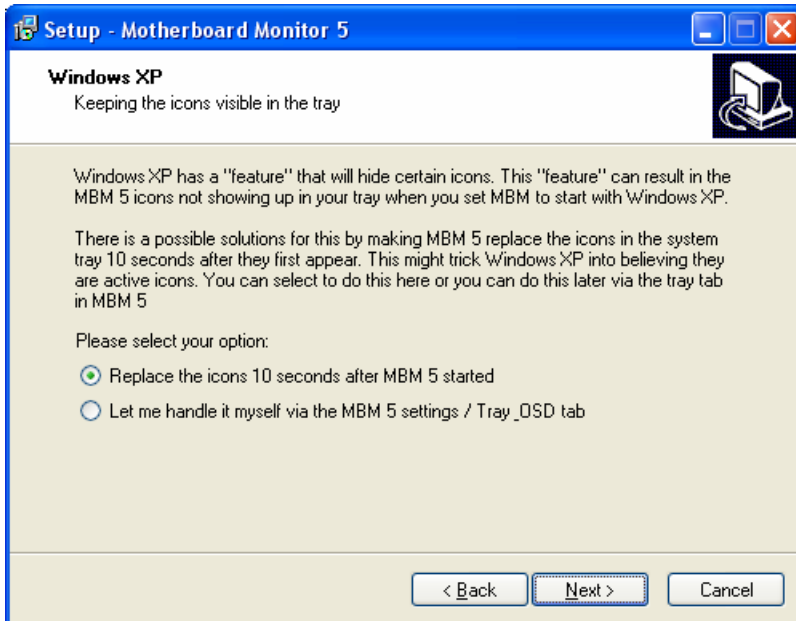 Setup - Motherboard Monitor 5
Windows XP
Keeping the icons visible in the tray
Windows XP has a "feature" that will hide certain icons. This "feature" can result in the
MBM 5 icons not showing up in your tray when you set MBM to start with Windows XP.
There is a possible solutions for this by making MBM 5 replace the icons in the system
tray 10 seconds after they first appear. This might trick Windows XP into believing they
are active icons. You can select to do this here or you can do this later via the tray tab
in MBM 5
Please select your option:
Replace the icons 10 seconds after MBM 5 started
Let me handle it myself via the MBM 5 settings / Tray_OSD tab
< Back Next > Cancel